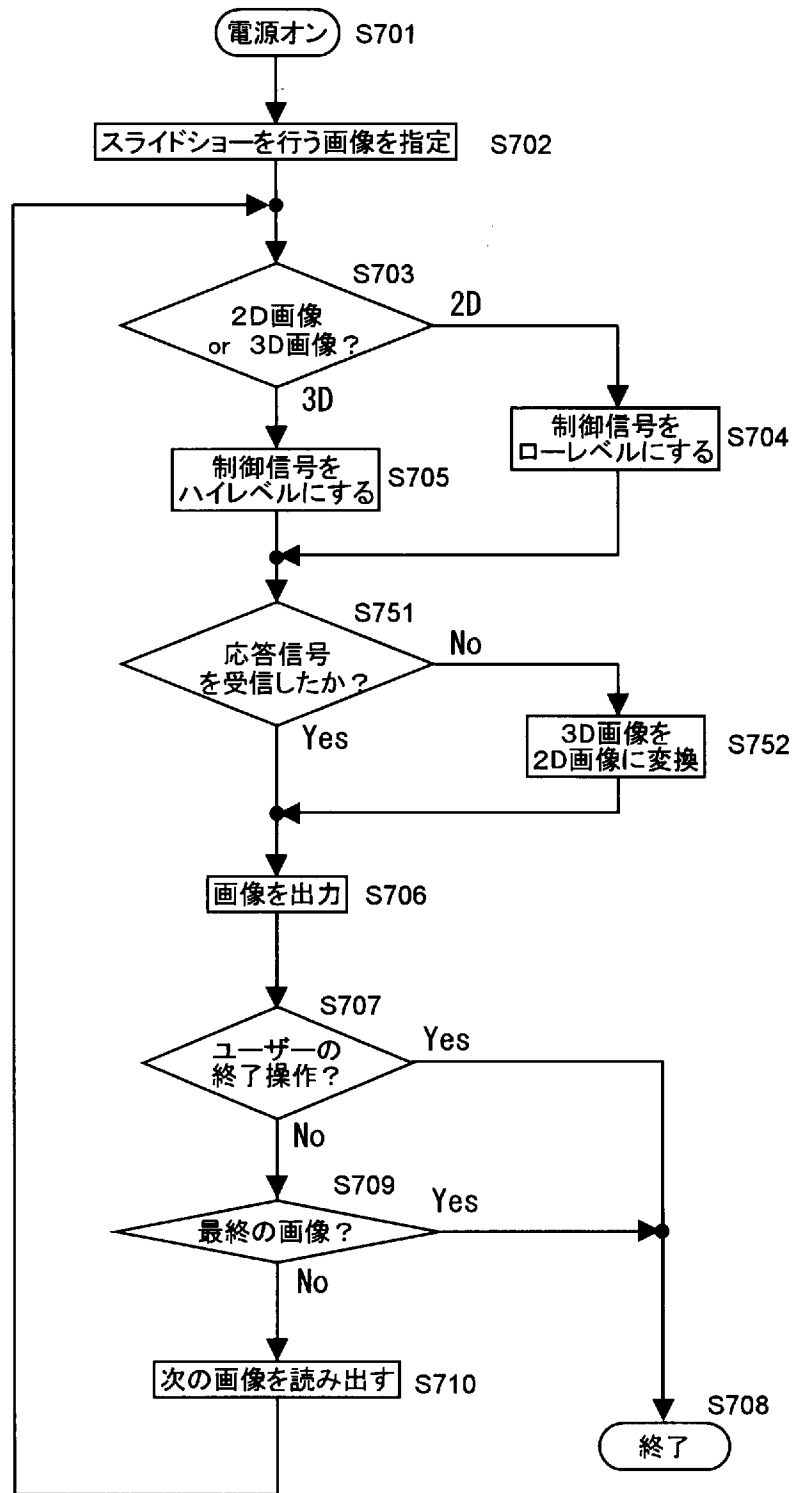 電源オン
S701
スライドショーを行う画像を指定
S702
S703
2D画像
or 3D画像?
2D
3D
制御信号を
ローレベルにする
S704
制御信号を
ハイレベルにする
S705
S751
応答信号
を受信したか?
No
Yes
3D画像を
2D画像に変換
S752
画像を出力
S706
S707
ユーザーの
終了操作?
Yes
No
S709
最終の画像?
Yes
No
次の画像を読み出す
S710
S708
終了